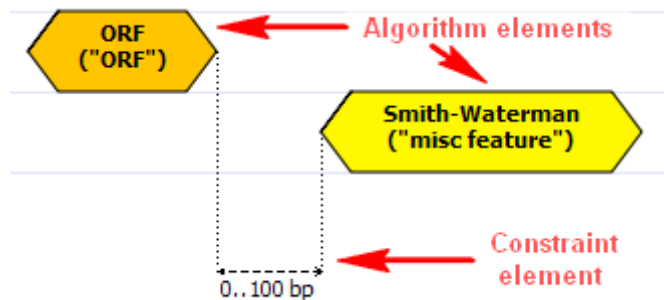 ORF
("ORF")
Algorithm elements
Smith-Waterman
("misc feature")
Constraint
element
0..100 bp